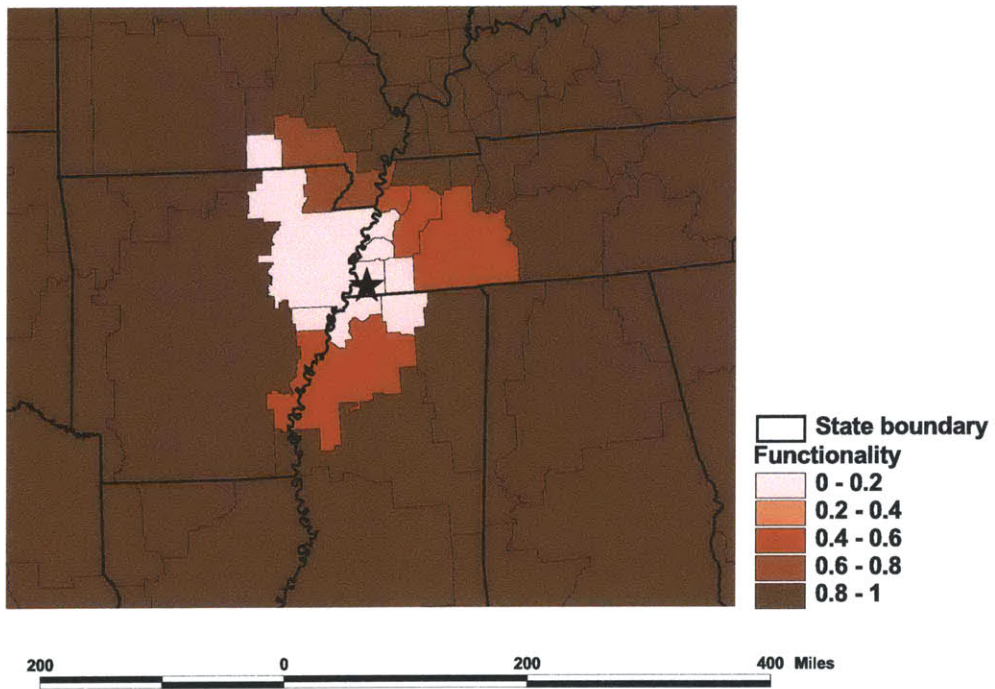 State boundary
Functionality
0 - 0.2
0.2 - 0.4
0.4 - 0.6
0.6 - 0.8
0.8 - 1
200 0 200 400 Miles